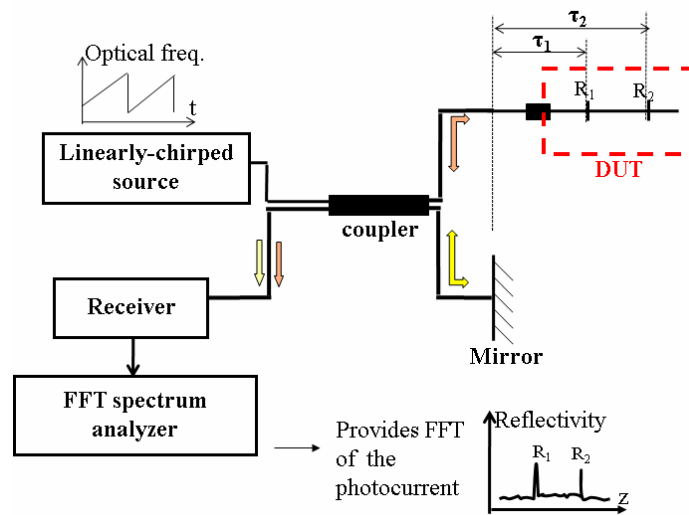 Optical freq.
t
Linearly-chirped
source
τ2
τ1
R1
R2
DUT
coupler
Receiver
Mirror
FFT spectrum
analyzer
Provides FFT
of the
photocurrent
Reflectivity
R1
R2
z